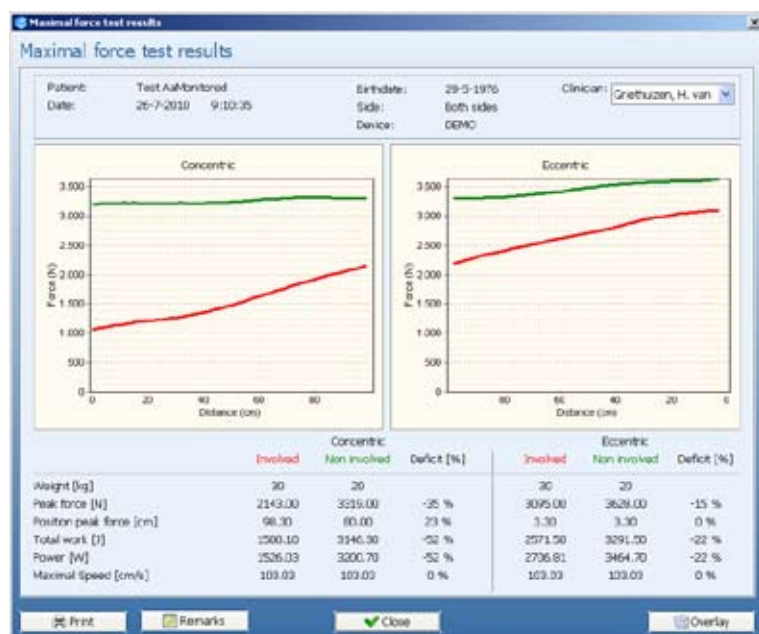 Maximal force test results
Maximal force test results
Patient: Test AaMonitored Birthdate: 29-5-1976 Clinician: Griethuizen, H. van
Date: 26-7-2010 9:10:35 Side: Both sides
Device: DEMO
Concentric
3.500
3.000
2.500
2.000
1.500
1.000
500
0
Force (N)
0 20 40 60 80
Distance (cm)
Eccentric
3.500
3.000
2.500
2.000
1.500
1.000
500
0
Force (N)
80 60 40 20 0
Distance (cm)
Concentric Eccentric
Involved Non involved Deficit [%] Involved Non involved Deficit [%]
Weight [kg] 30 20 30 20
Peak force [N] 2143.00 3319.00 -35 % 3095.00 3628.00 -15 %
Position peak force [cm] 98.30 80.00 23 % 3.30 3.30 0 %
Total work [J] 1500.10 3146.30 -52 % 2571.50 3291.50 -22 %
Power [W] 1526.03 3200.70 -52 % 2706.81 3464.70 -22 %
Maximal Speed [cm/s] 103.03 103.03 0 % 103.03 103.03 0 %
Print Remarks Close Overlay